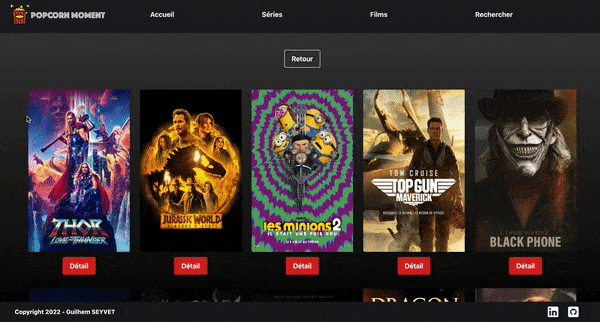 POPCORN MOMENT
Accueil
Séries
Films
Rechercher
Retour
THOR
LOVE AND THUNDER
JURASSIC WORLD
les minions 2
IL ÉTAIT UNE FOIS GRU
TOM CRUISE
TOP GUN
MAVERICK
BLACK PHONE
Détail
Détail
Détail
Détail
Détail
DRAGON
Copyright 2022 - Guilhem SEYVET